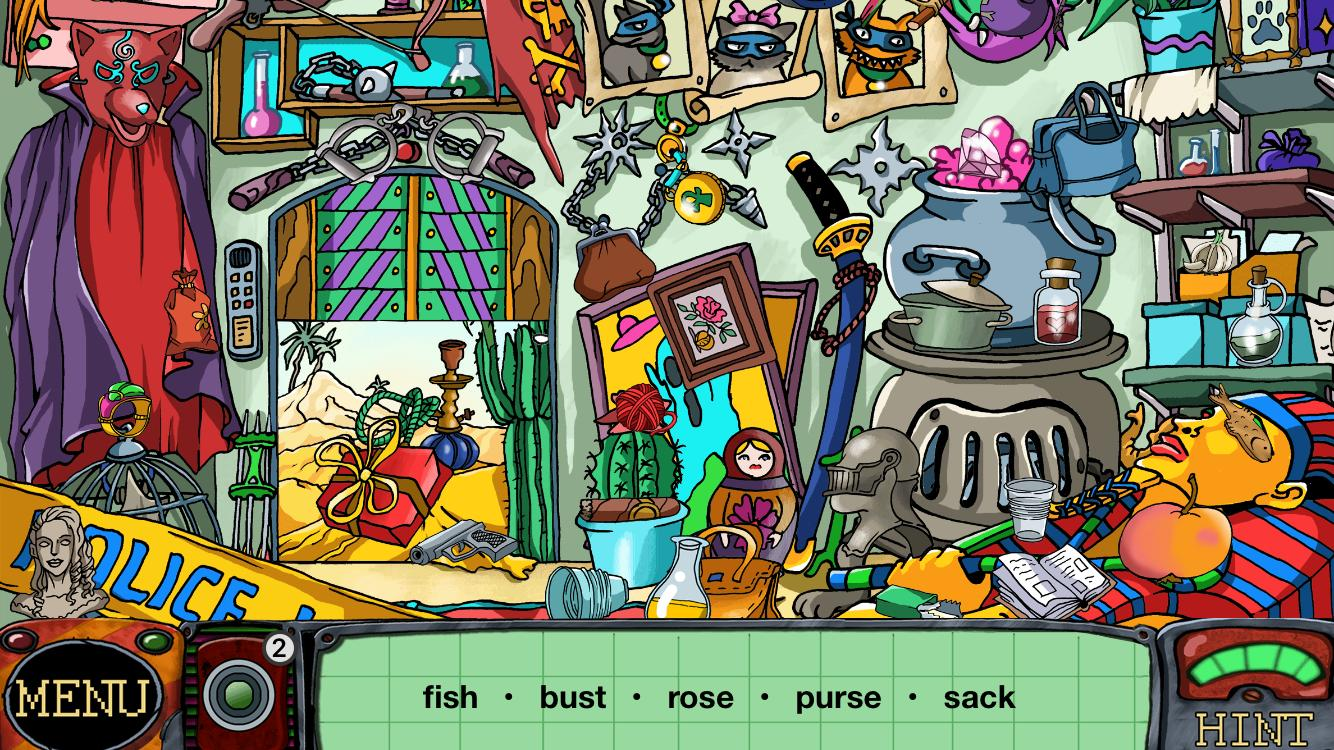 POLICE
2
MENU
fish • bust • rose • purse • sack
HINT